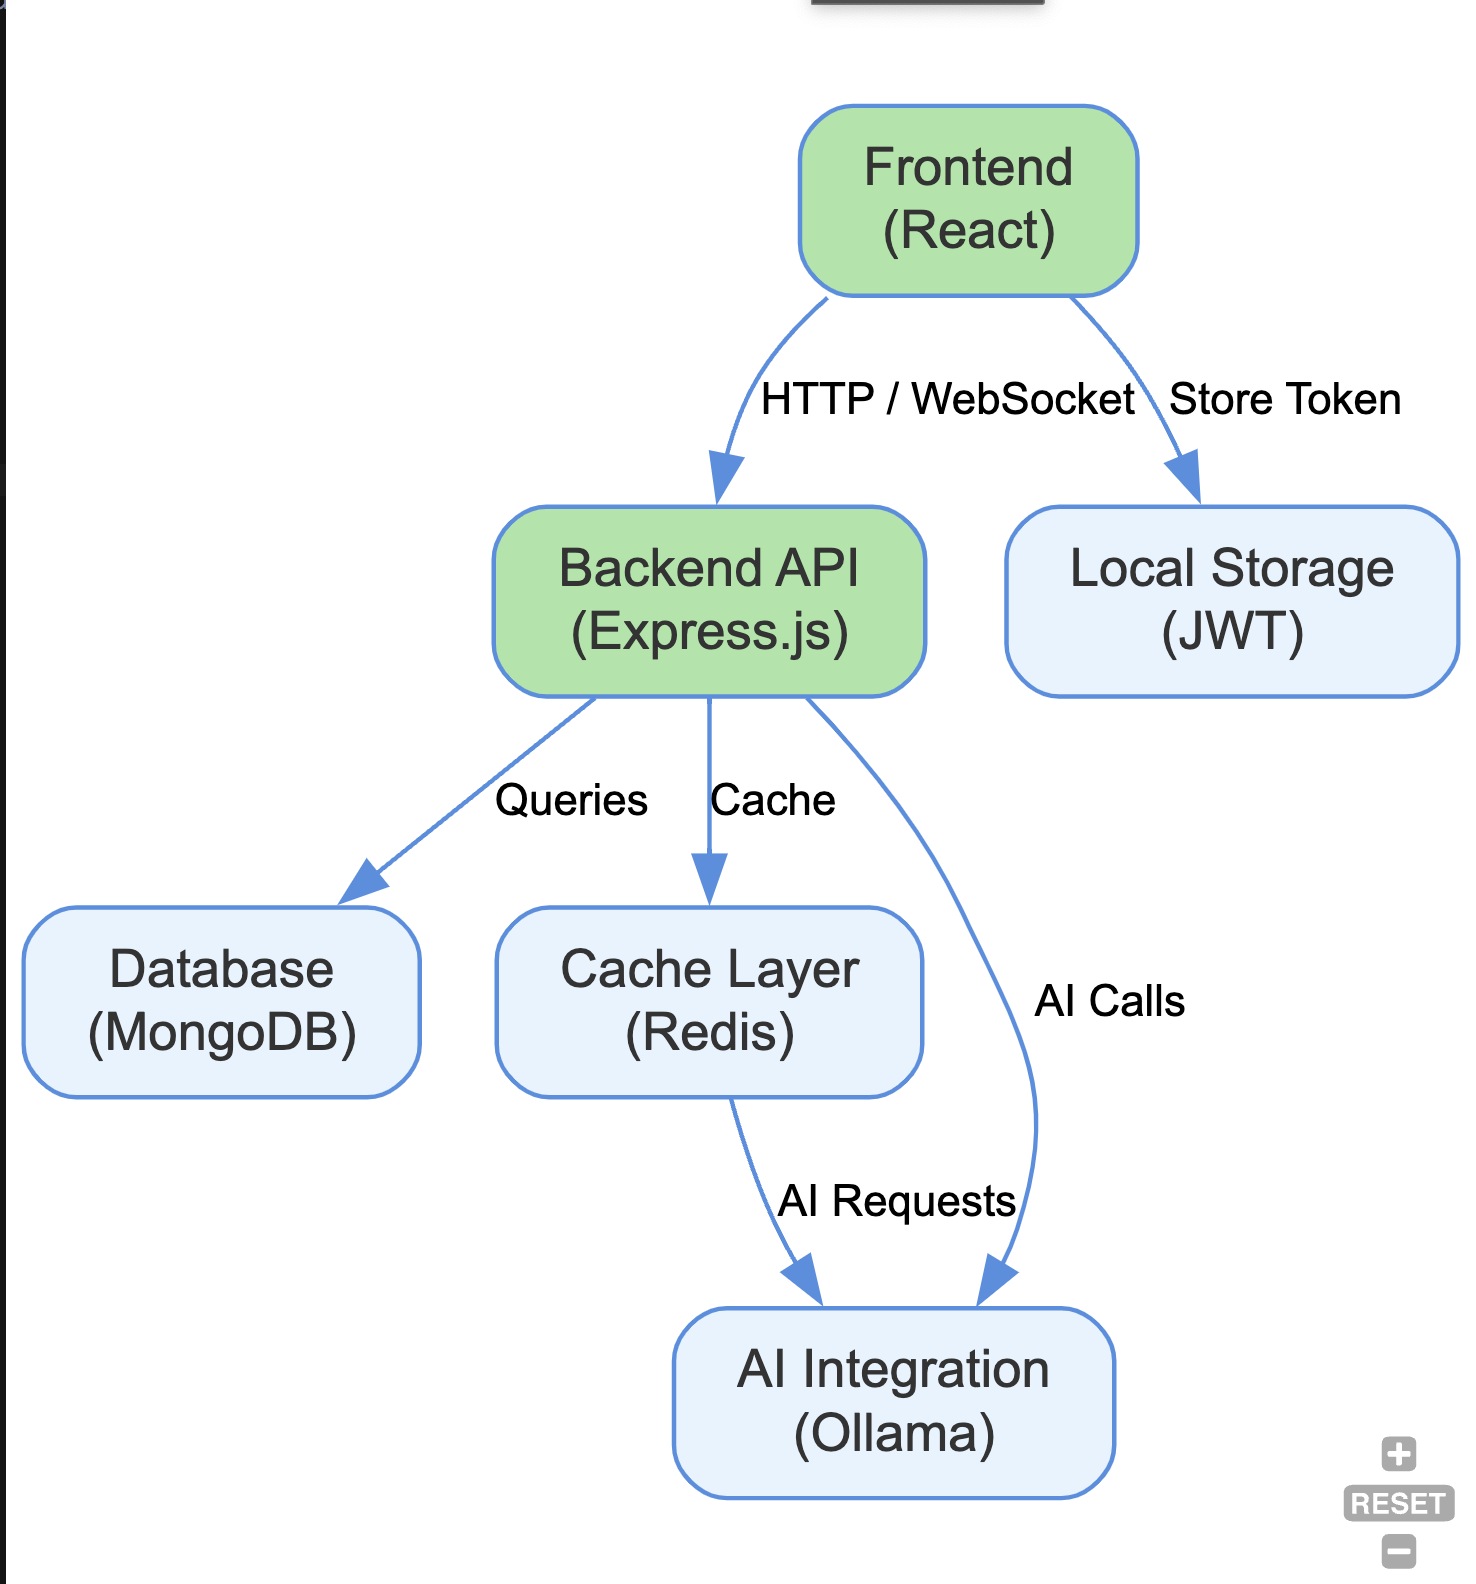 Frontend
(React)
HTTP / WebSocket
Store Token
Backend API
(Express.js)
Local Storage
(JWT)
Queries
Cache
Database
(MongoDB)
Cache Layer
(Redis)
AI Calls
AI Requests
AI Integration
(Ollama)
+
RESET
−